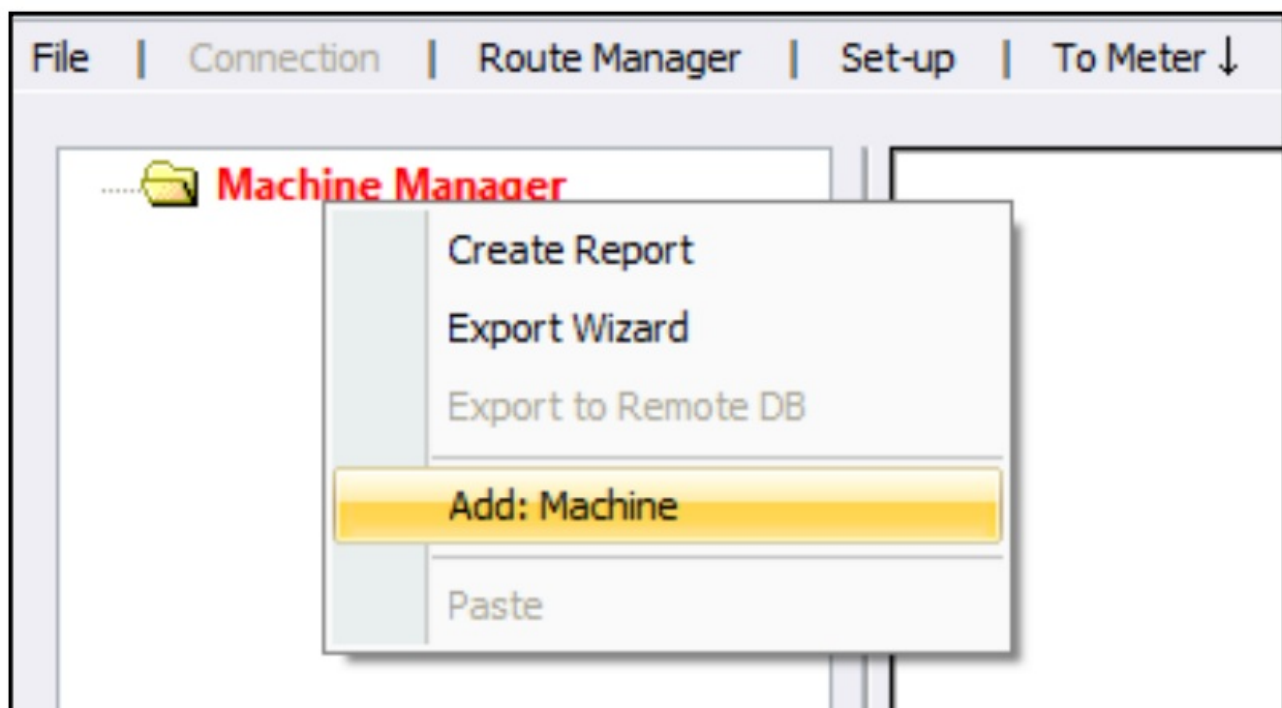 File | Connection | Route Manager | Set-up | To Meter ↓
Machine Manager
Create Report
Export Wizard
Export to Remote DB
Add: Machine
Paste